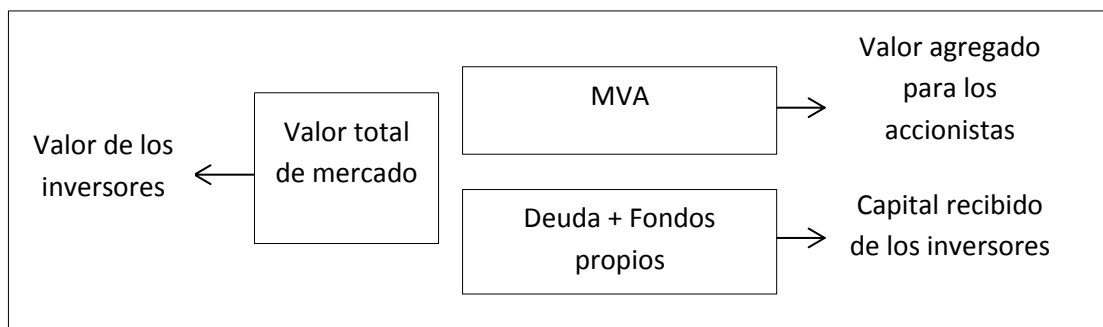 Valor de los
inversores
Valor total
de mercado
MVA
Valor agregado
para los
accionistas
Deuda + Fondos
propios
Capital recibido
de los inversores